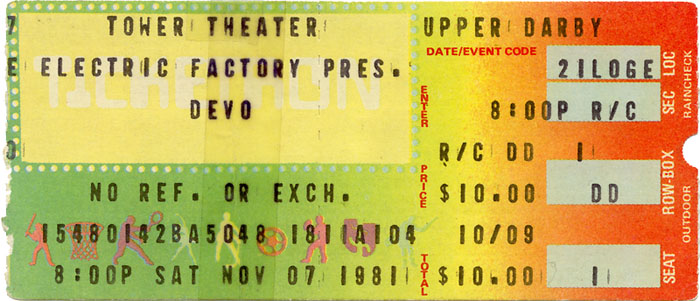 7 TOWER THEATER UPPER DARBY
DATE/EVENT CODE
E ELECTRIC FACTORY PRES. 21LOGE
TICKETRON
DEVO 8:00P R/C
ENTER
LOC
SEC
RAINCHECK
R/C DD 1
NO REF. OR EXCH. $10.00 DD
PRICE
ROW-BOX
OUTDOOR
15480142BA5048 1811A104 10/09
8:00P SAT NOV 07 1981 $10.00 1
TOTAL
SEAT